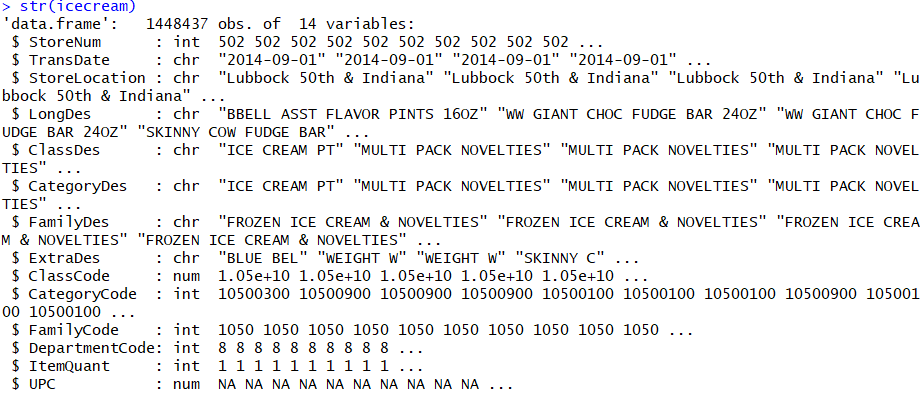 > str(icecream)
'data.frame':   1448437 obs. of  14 variables:
 $ StoreNum      : int  502 502 502 502 502 502 502 502 502 502 ...
 $ TransDate     : chr  "2014-09-01" "2014-09-01" "2014-09-01" "2014-09-01" ...
 $ StoreLocation : chr  "Lubbock 50th & Indiana" "Lubbock 50th & Indiana" "Lubbock 50th & Indiana" "Lu
bbock 50th & Indiana" ...
 $ LongDes       : chr  "BBELL ASST FLAVOR PINTS 16OZ" "WW GIANT CHOC FUDGE BAR 24OZ" "WW GIANT CHOC F
UDGE BAR 24OZ" "SKINNY COW FUDGE BAR" ...
 $ ClassDes      : chr  "ICE CREAM PT" "MULTI PACK NOVELTIES" "MULTI PACK NOVELTIES" "MULTI PACK NOVEL
TIES" ...
 $ CategoryDes   : chr  "ICE CREAM PT" "MULTI PACK NOVELTIES" "MULTI PACK NOVELTIES" "MULTI PACK NOVEL
TIES" ...
 $ FamilyDes     : chr  "FROZEN ICE CREAM & NOVELTIES" "FROZEN ICE CREAM & NOVELTIES" "FROZEN ICE CREA
M & NOVELTIES" "FROZEN ICE CREAM & NOVELTIES" ...
 $ ExtraDes      : chr  "BLUE BEL" "WEIGHT W" "WEIGHT W" "SKINNY C" ...
 $ ClassCode     : num  1.05e+10 1.05e+10 1.05e+10 1.05e+10 1.05e+10 ...
 $ CategoryCode  : int  10500300 10500900 10500900 10500900 10500100 10500100 10500100 10500900 105001
00 10500100 ...
 $ FamilyCode    : int  1050 1050 1050 1050 1050 1050 1050 1050 1050 1050 ...
 $ DepartmentCode: int  8 8 8 8 8 8 8 8 8 8 ...
 $ ItemQuant     : int  1 1 1 1 1 1 1 1 1 1 ...
 $ UPC           : num  NA NA NA NA NA NA NA NA NA NA ...